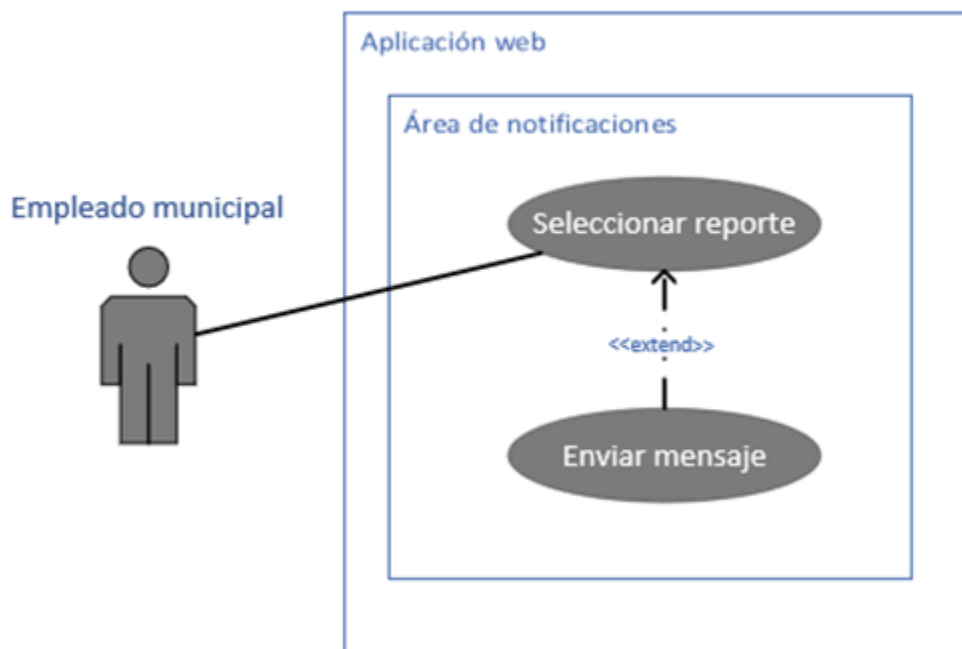 Aplicación web
Área de notificaciones
Empleado municipal
Seleccionar reporte
<<extend>>
Enviar mensaje